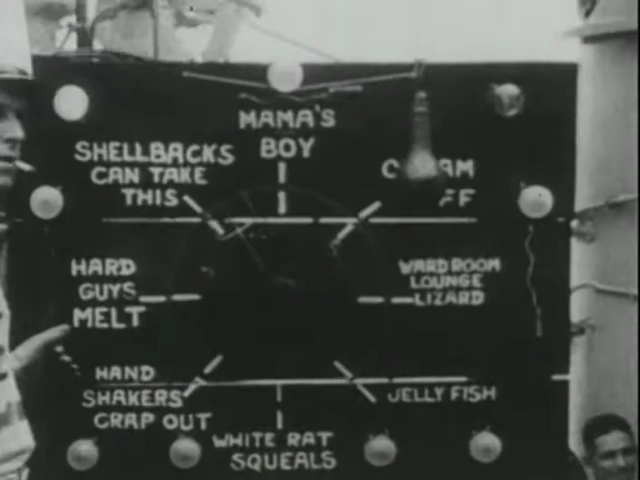 MAMA'S
BOY
SHELLBACKS
CAN TAKE
THIS
HARD
GUYS
MELT
WARD ROOM
LOUNGE
LIZARD
HAND
SHAKERS
CRAP OUT
JELLY FISH
WHITE RAT
SQUEALS